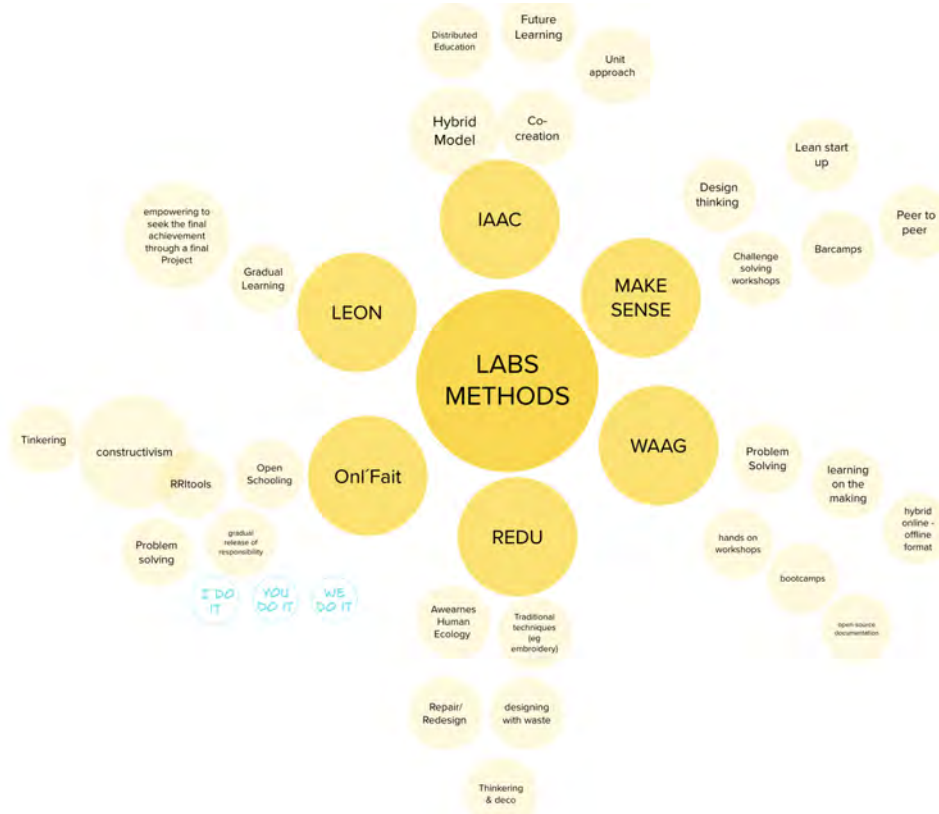 Distributed
Education
Future
Learning
Unit
approach
Hybrid
Model
Co-
creation
IAAC
Lean start
up
Design
thinking
Peer to
peer
Barcamps
Challenge
solving
workshops
MAKE
SENSE
empowering to
seek the final
achievement
through a final
Project
Gradual
Learning
LEON
LABS
METHODS
Tinkering
constructivism
RRItools
Open
Schooling
Onl´Fait
Problem
solving
gradual
release of
responsibility
I DO
IT
YOU
DO IT
WE
DO IT
WAAG
Problem
Solving
learning
on the
making
hybrid
online -
offline
format
hands on
workshops
bootcamps
open-source
documentation
REDU
Awearnes
Human
Ecology
Traditional
techniques
(eg
embroidery)
Repair/
Redesign
designing
with waste
Thinkering
& deco